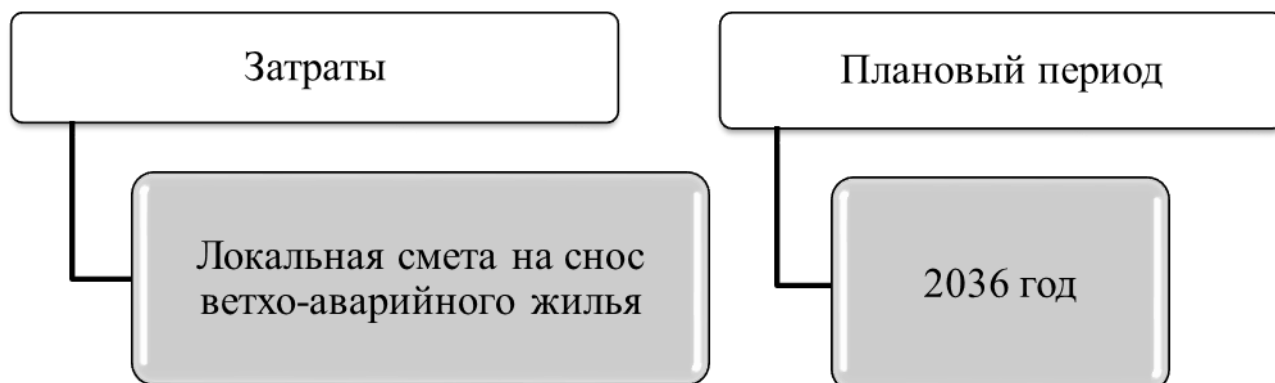 Затраты
Плановый период
Локальная смета на снос
ветхо-аварийного жилья
2036 год